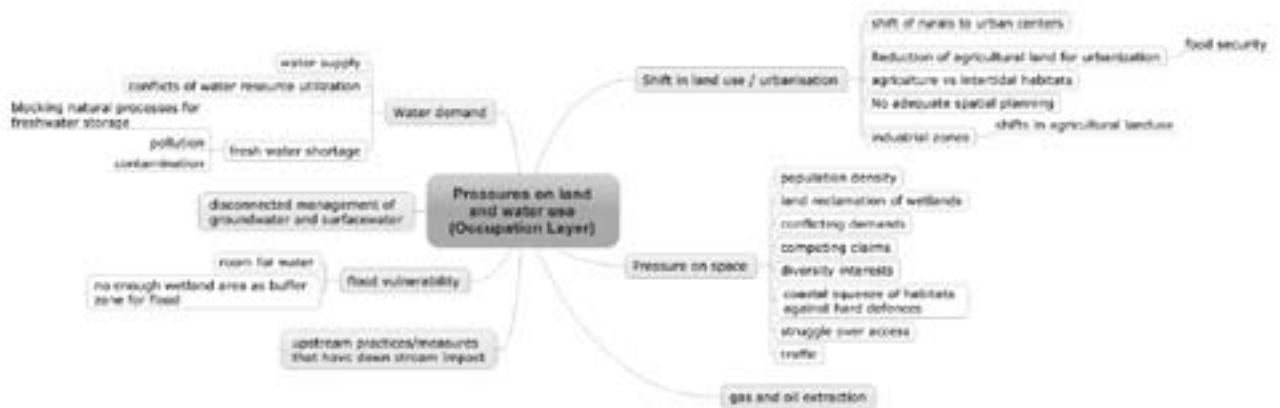 Pressures on land
and water use
(Occupation Layer)
Water demand
water supply
conflicts of water resource utilization
fresh water shortage
blocking natural processes for
freshwater storage
pollution
contamination
disconnected management of
groundwater and surfacewater
flood vulnerability
room for water
no enough wetland area as buffer
zone for flood
upstream practices/measures
that have down stream impact
Shift in land use / urbanisation
shift of rurals to urban centers
Reduction of agricultural land for urbanization
food security
agriculture vs intertidal habitats
No adequate spatial planning
industrial zones
shifts in agricultural landuse
Pressure on space
population density
land reclamation of wetlands
conflicting demands
competing claims
diversity interests
coastal squeeze of habitats
against hard defences
struggle over access
traffic
gas and oil extraction